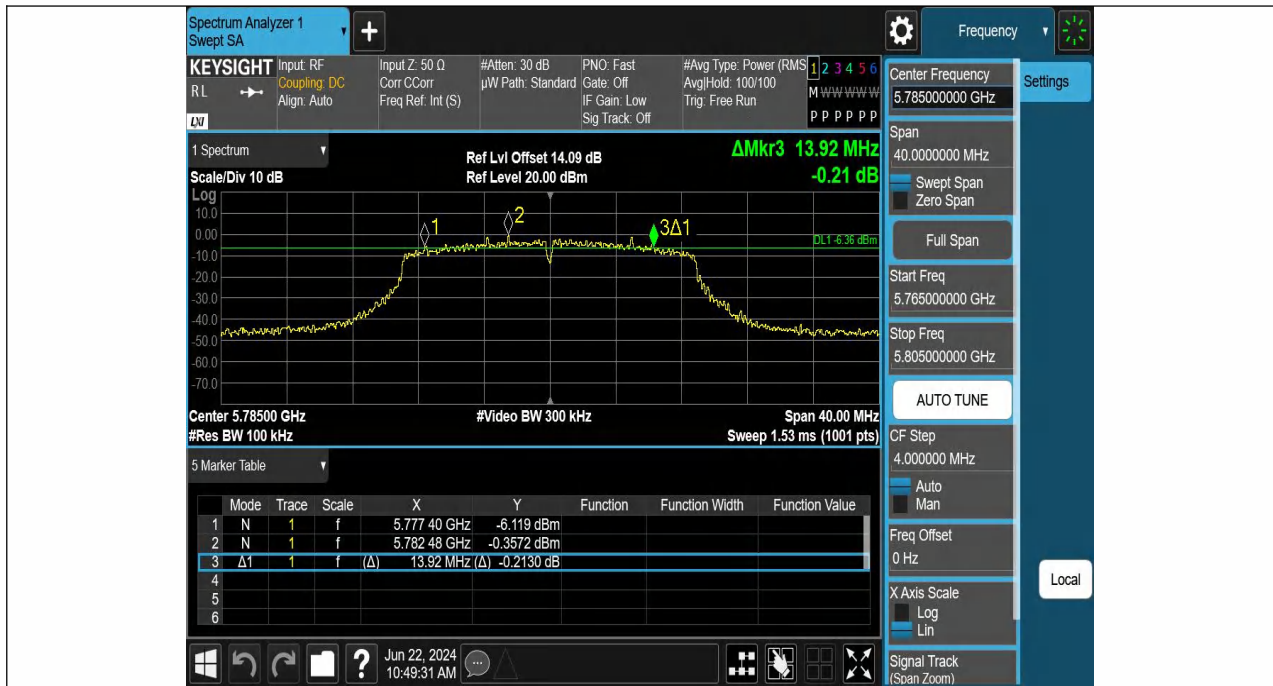 Spectrum Analyzer 1
Swept SA
+
Frequency
KEYSIGHT
RL
LXI
Input: RF
Coupling: DC
Align: Auto
Input Z: 50 Ω
Corr CCorr
Freq Ref: Int (S)
#Atten: 30 dB
µW Path: Standard
PNO: Fast
Gate: Off
IF Gain: Low
Sig Track: Off
#Avg Type: Power (RMS
Avg|Hold: 100/100
Trig: Free Run
1 2 3 4 5 6
M W W W W W
P P P P P P
1 Spectrum
Scale/Div 10 dB
Ref Lvl Offset 14.09 dB
Ref Level 20.00 dBm
ΔMkr3 13.92 MHz
-0.21 dB
Log
10.0
0.00
-10.0
-20.0
-30.0
-40.0
-50.0
-60.0
-70.0
1
2
3Δ1
DL1 -6.36 dBm
Center 5.78500 GHz
#Res BW 100 kHz
#Video BW 300 kHz
Span 40.00 MHz
Sweep 1.53 ms (1001 pts)
5 Marker Table
Mode Trace Scale X Y Function Function Width Function Value
1 N 1 f 5.777 40 GHz -6.119 dBm
2 N 1 f 5.782 48 GHz -0.3572 dBm
3 Δ1 1 f (Δ) 13.92 MHz (Δ) -0.2130 dB
4
5
6
?
Jun 22, 2024
10:49:31 AM
Center Frequency
5.785000000 GHz
Settings
Span
40.0000000 MHz
Swept Span
Zero Span
Full Span
Start Freq
5.765000000 GHz
Stop Freq
5.805000000 GHz
AUTO TUNE
CF Step
4.000000 MHz
Auto
Man
Freq Offset
0 Hz
X Axis Scale
Log
Lin
Local
Signal Track
(Span Zoom)